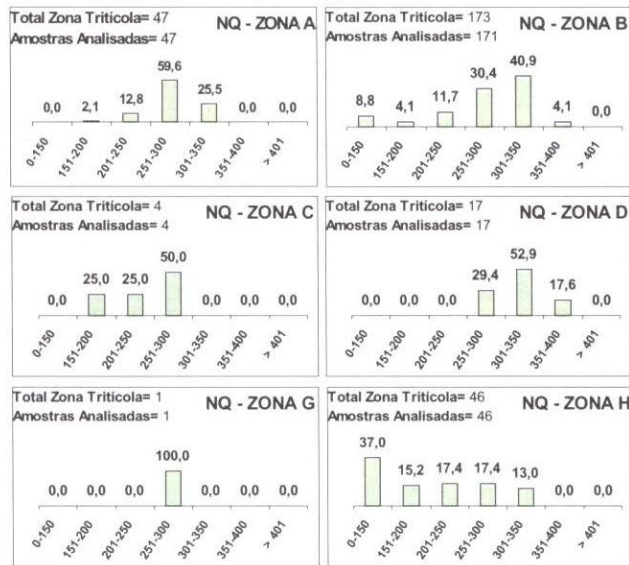 Total Zona Tritícola= 47
Amostras Analisadas= 47
NQ - ZONA A
59,6
25,5
12,8
0,0 2,1 0,0 0,0
0-150 151-200 201-250 251-300 301-350 351-400 > 401
Total Zona Tritícola= 173
Amostras Analisadas= 171
NQ - ZONA B
40,9
30,4
8,8 4,1 11,7 4,1 0,0
0-150 151-200 201-250 251-300 301-350 351-400 > 401
Total Zona Tritícola= 4
Amostras Analisadas= 4
NQ - ZONA C
50,0
25,0 25,0
0,0 0,0 0,0 0,0
0-150 151-200 201-250 251-300 301-350 351-400 > 401
Total Zona Tritícola= 17
Amostras Analisadas= 17
NQ - ZONA D
52,9
29,4
17,6
0,0 0,0 0,0 0,0
0-150 151-200 201-250 251-300 301-350 351-400 > 401
Total Zona Tritícola= 1
Amostras Analisadas= 1
NQ - ZONA G
100,0
0,0 0,0 0,0 0,0 0,0 0,0
0-150 151-200 201-250 251-300 301-350 351-400 > 401
Total Zona Tritícola= 46
Amostras Analisadas= 46
NQ - ZONA H
37,0
15,2 17,4 17,4 13,0
0,0 0,0
0-150 151-200 201-250 251-300 301-350 351-400 > 401